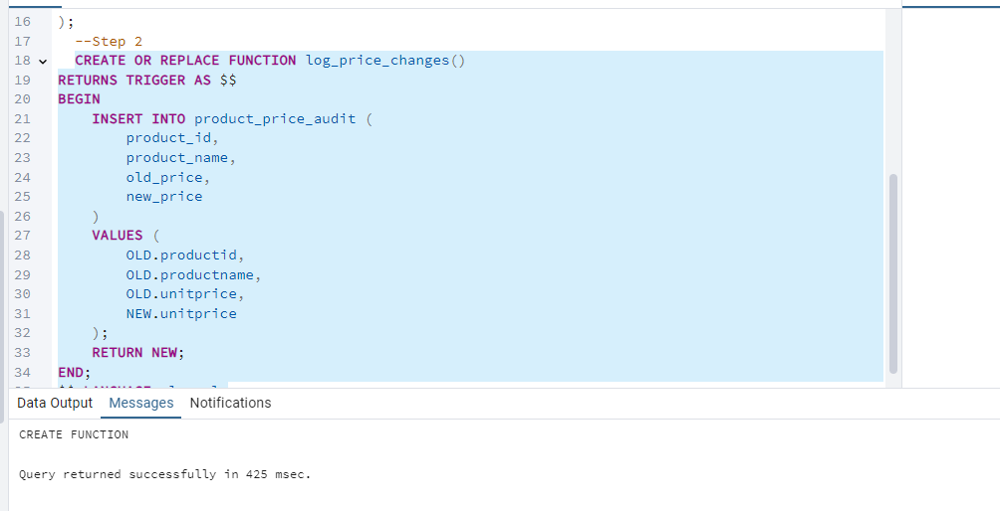 16 );
17 --Step 2
18 CREATE OR REPLACE FUNCTION log_price_changes()
19 RETURNS TRIGGER AS $$
20 BEGIN
21 INSERT INTO product_price_audit (
22 product_id,
23 product_name,
24 old_price,
25 new_price
26 )
27 VALUES (
28 OLD.productid,
29 OLD.productname,
30 OLD.unitprice,
31 NEW.unitprice
32 );
33 RETURN NEW;
34 END;
Data Output Messages Notifications
CREATE FUNCTION
Query returned successfully in 425 msec.